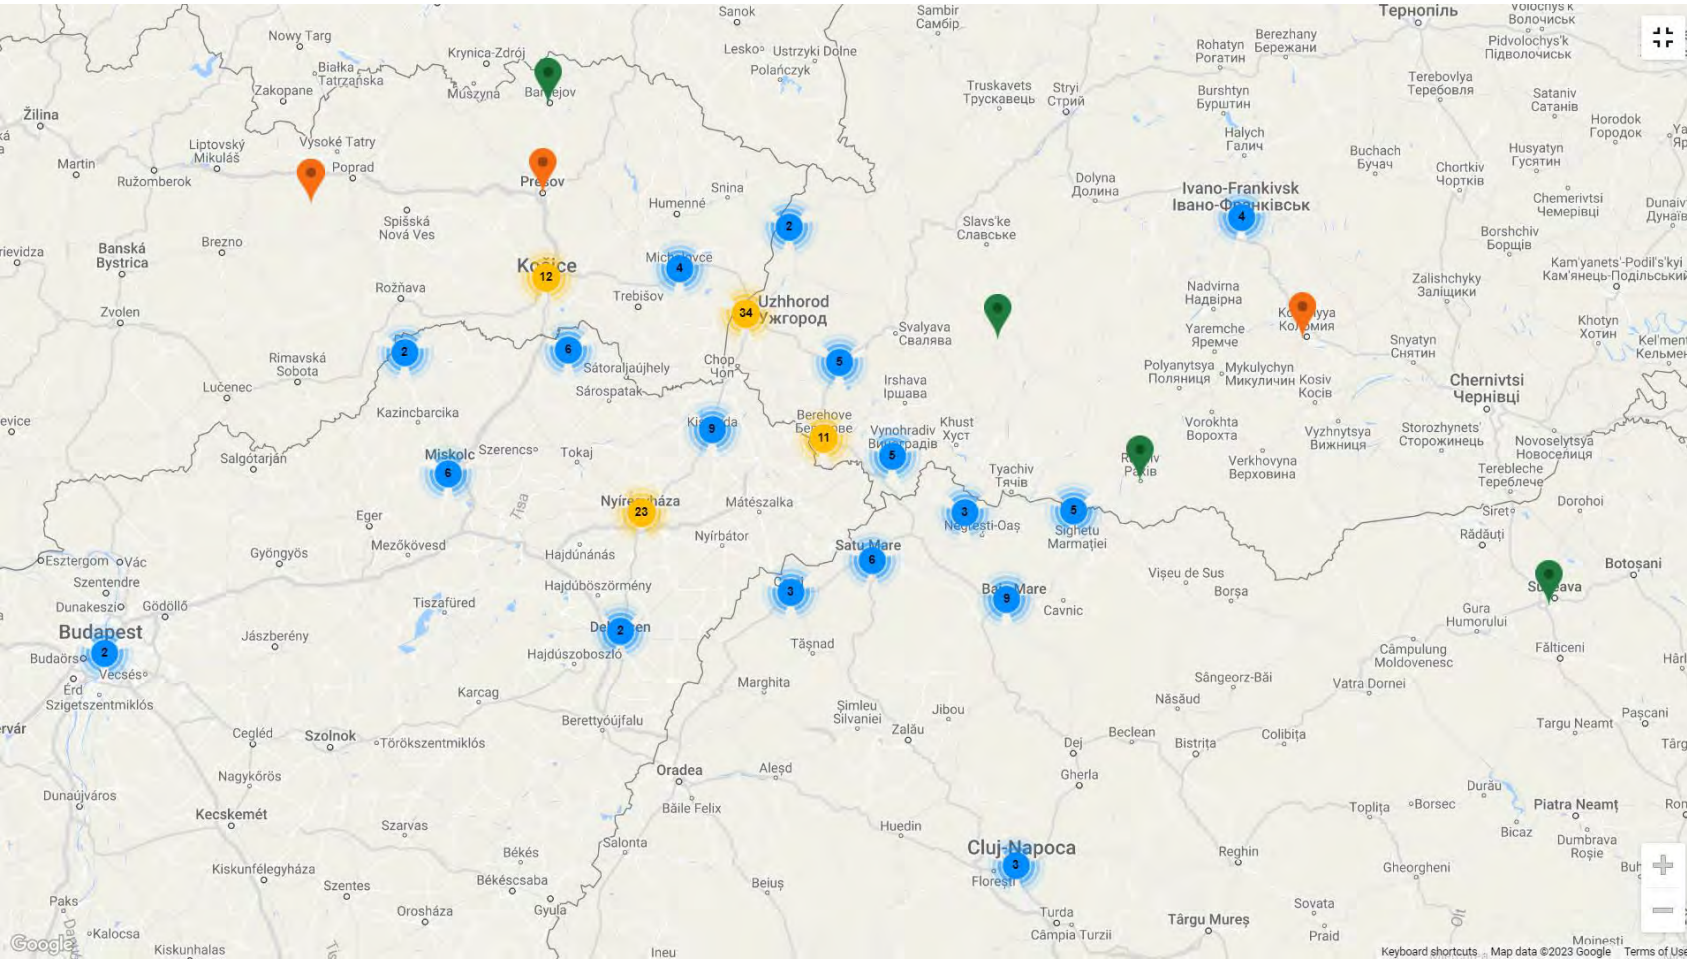 Sanok
Sambir
Самбір
Тернопіль
Волочиськ
Nowy Targ
Krynica-Zdrój
Lesko
Ustrzyki Dolne
Rohatyn
Рогатин
Berezhany
Бережани
Pidvolochys'k
Підволочиськ
Białka
Tatrzańska
Zakopane
Muszyna
Polańczyk
Truskavets
Трускавець
Stryi
Стрий
Burshtyn
Бурштин
Terebovlya
Теребовля
Sataniv
Сатанів
Žilina
Horodok
Городок
Halych
Галич
Liptovský
Mikuláš
Vysoké Tatry
Martin
Ružomberok
Poprad
Buchach
Бучач
Husyatyn
Гусятин
Chortkiv
Чортків
Dolyna
Долина
Snina
Humenné
Ivano-Frankivsk
Chemerivtsi
Чемерівці
Spišská
Nová Ves
Slavs'ke
Славське
2
4
Borshchiv
Борщів
Brezno
Banská
Bystrica
Košice
12
4
Kam'yanets'-Podil's'kyi
Кам'янець-Подільський
Zalishchyky
Заліщики
Nadvirna
Надвірна
Rožňava
Trebišov
Uzhhorod
Ужгород
34
Zvolen
Svalyava
Свалява
Yaremche
Яремче
Khotyn
Хотин
Snyatyn
Снятин
2
6
5
Chop
Чоп
Rimavská
Sobota
Sátoraljaújhely
Sárospatak
Polyanytsya
Поляниця
Mykulychyn
Микуличин
Kosiv
Косів
Chernivtsi
Чернівці
Lučenec
Irshava
Іршава
Kazincbarcika
9
Berehove
11
Vynohradiv
5
Khust
Хуст
Vorokhta
Ворохта
Vyzhnytsya
Вижниця
Storozhynets'
Сторожинець
Novoselytsya
Новоселиця
Salgótarján
Miskolc
6
Szerencs
Tokaj
Verkhovyna
Верховина
Terebleche
Тереблече
Tyachiv
Тячів
Tisa
Nyíregyháza
23
Mátészalka
3
Negrești-Oaș
5
Sighetu
Marmației
Dorohoi
Siret
Eger
Mezőkövesd
Nyírbátor
Rădăuți
Satu Mare
6
Gyöngyös
Hajdúnánás
Esztergom
Vác
Szentendre
Hajdúböszörmény
3
Baia Mare
9
Vișeu de Sus
Borșa
Cavnic
Botoșani
Dunakeszi
Gödöllő
Tiszafüred
Suceava
Gura
Humorului
Budapest
2
Jászberény
2
Tășnad
Fălticeni
Câmpulung
Moldovenesc
Budaörs
Vecsés
Hajdúszoboszló
Érd
Szigetszentmiklós
Karcag
Marghita
Sângeorz-Băi
Vatra Dornei
Năsăud
Șimleu
Silvaniei
Jibou
Pașcani
Berettyóújfalu
Zalău
Targu Neamt
Cegléd
Szolnok
Törökszentmiklós
Dej
Beclean
Bistrița
Colibița
Nagykőrös
Oradea
Aleșd
Gherla
Durău
Dunaújváros
Băile Felix
Kecskemét
Toplița
Borsec
Piatra Neamț
Szarvas
Huedin
Bicaz
Dumbrava
Roșie
Békés
Salonta
Cluj-Napoca
3
Florești
Reghin
Gheorgheni
Kiskunfélegyháza
Szentes
Békéscsaba
Beiuș
Paks
Orosháza
Gyula
Turda
Câmpia Turzii
Târgu Mureș
Sovata
Praid
Kalocsa
Google
Kiskunhalas
Ineu
Moinești
Keyboard shortcuts
Map data ©2023 Google
Terms of Use